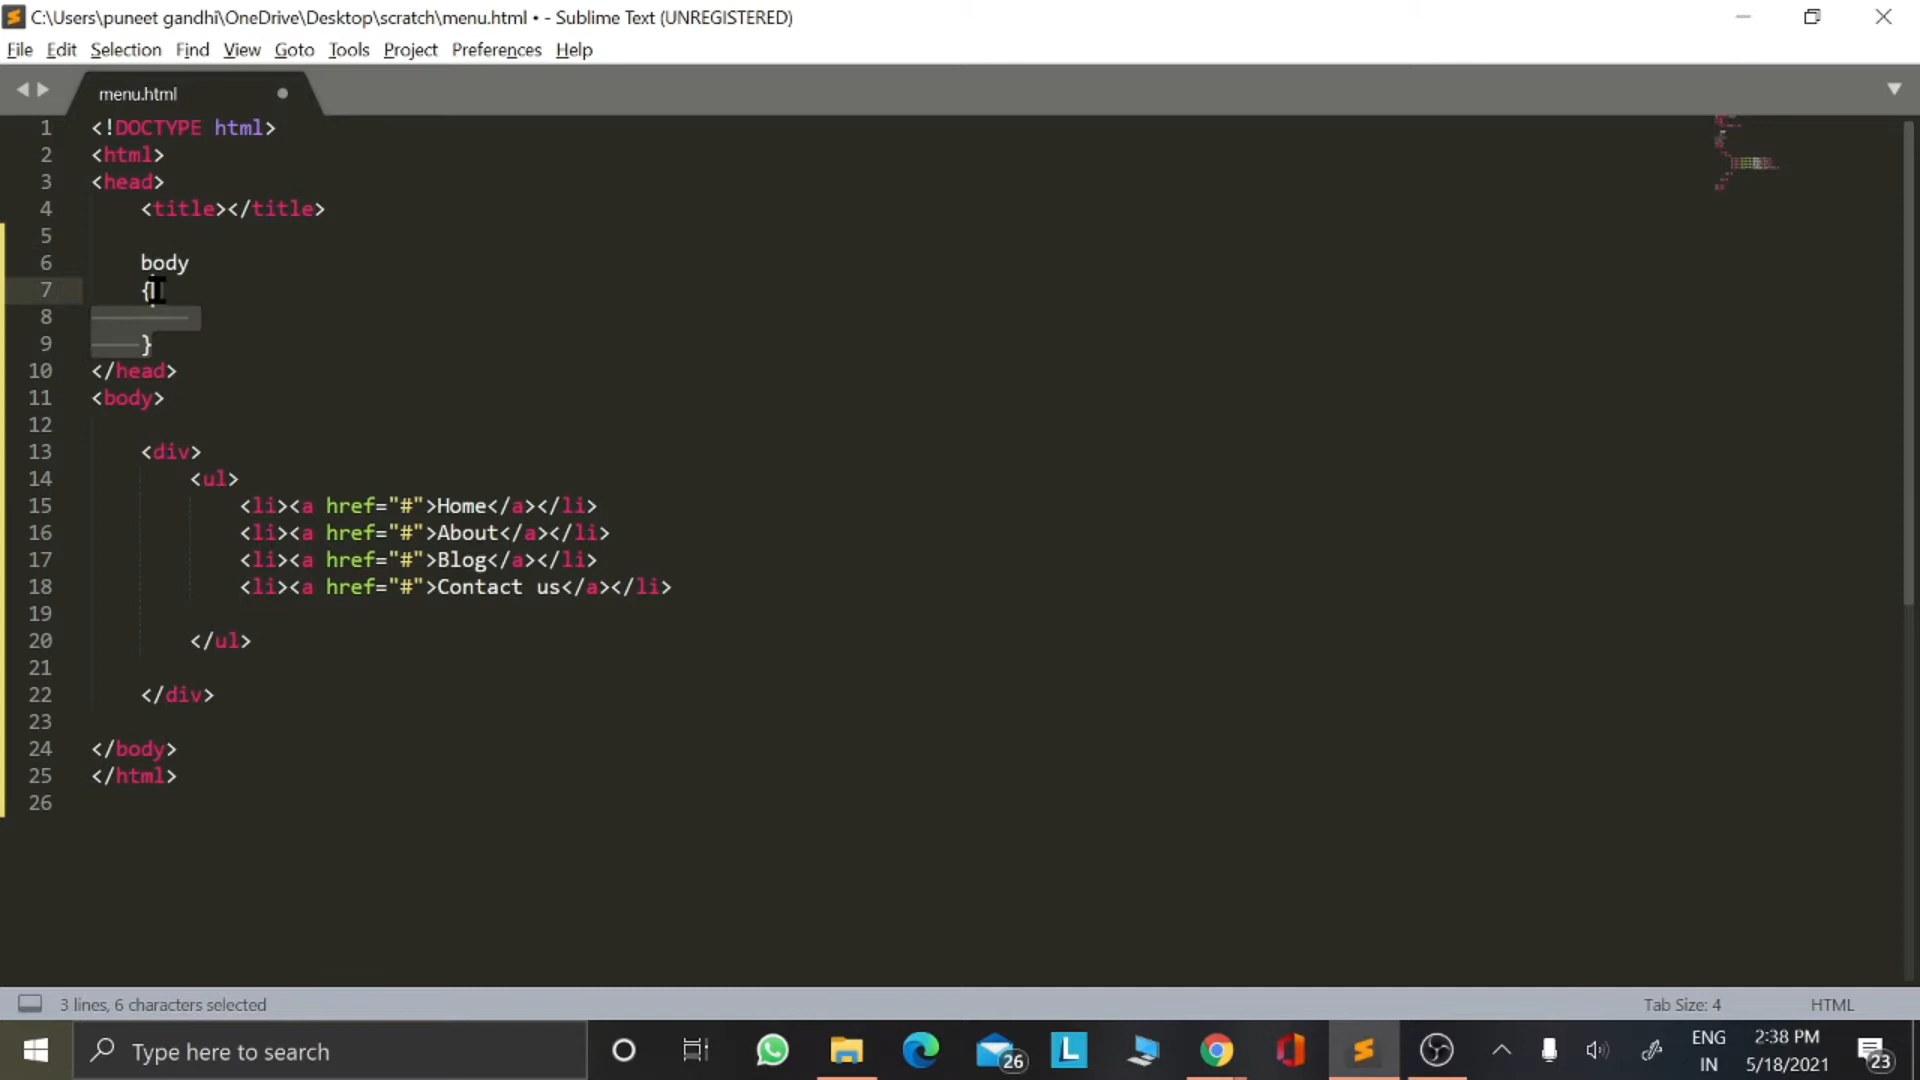 C:\Users\puneet gandhi\OneDrive\Desktop\scratch\menu.html • - Sublime Text (UNREGISTERED)
File Edit Selection Find View Goto Tools Project Preferences Help
menu.html
1 <!DOCTYPE html>
2 <html>
3 <head>
4 <title></title>
5
6 body
7 {
8
9 }
10 </head>
11 <body>
12
13 <div>
14 <ul>
15 <li><a href="#">Home</a></li>
16 <li><a href="#">About</a></li>
17 <li><a href="#">Blog</a></li>
18 <li><a href="#">Contact us</a></li>
19
20 </ul>
21
22 </div>
23
24 </body>
25 </html>
26
3 lines, 6 characters selected Tab Size: 4 HTML
Type here to search 26 L ENG 2:38 PM
IN 5/18/2021 23